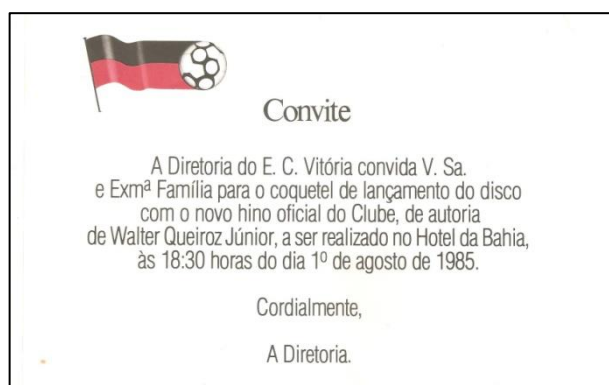 Convite
A Diretoria do E. C. Vitória convida V. Sa.
e Exmª Família para o coquetel de lançamento do disco
com o novo hino oficial do Clube, de autoria
de Walter Queiroz Júnior, a ser realizado no Hotel da Bahia,
às 18:30 horas do dia 1º de agosto de 1985.
Cordialmente,
A Diretoria.